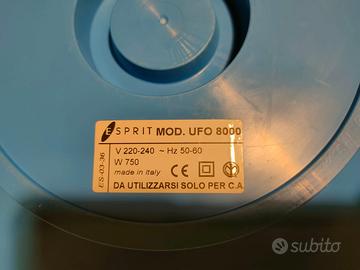 ESPRIT MOD. UFO 8000
V 220-240 ~ Hz 50-60
W 750
made in italy
DA UTILIZZARSI SOLO PER C.A
ES-03-36
subito